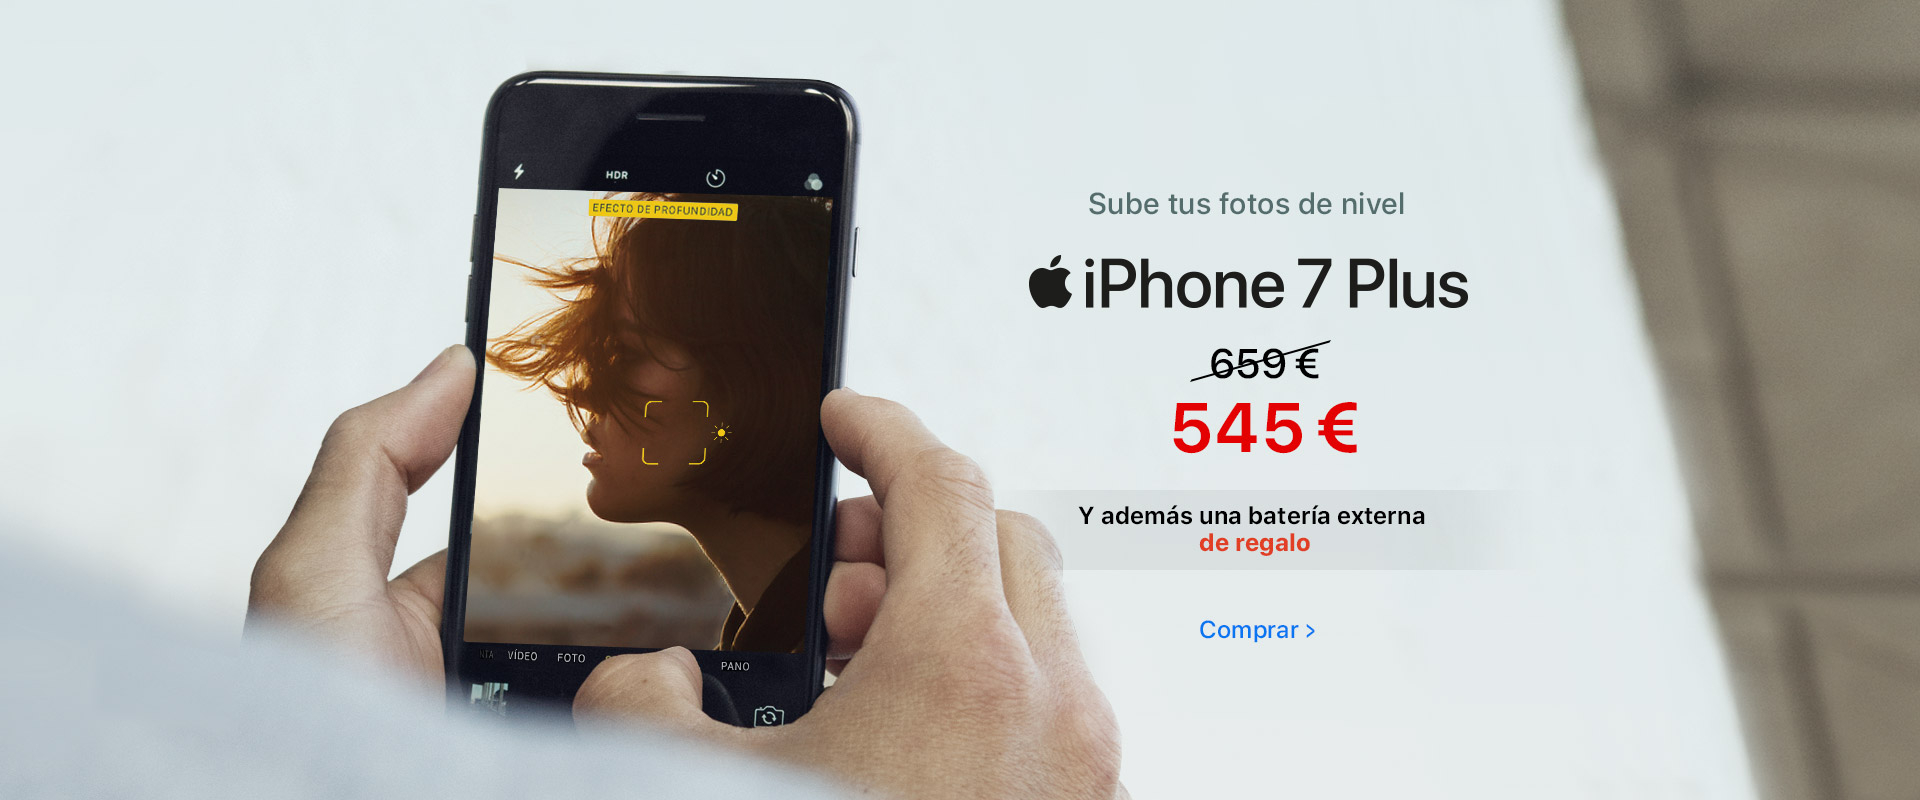 HDR
EFECTO DE PROFUNDIDAD
VÍDEO FOTO
PANO
Sube tus fotos de nivel
iPhone 7 Plus
659 €
545 €
Y además una batería externa
de regalo
Comprar >